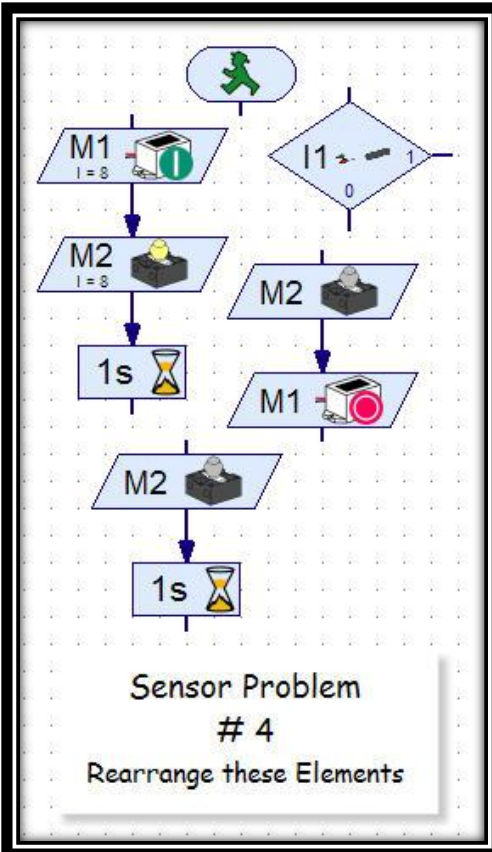 M1
I = 8
I1
1
0
M2
I = 8
M2
1s
M1
M2
1s
Sensor Problem
# 4
Rearrange these Elements